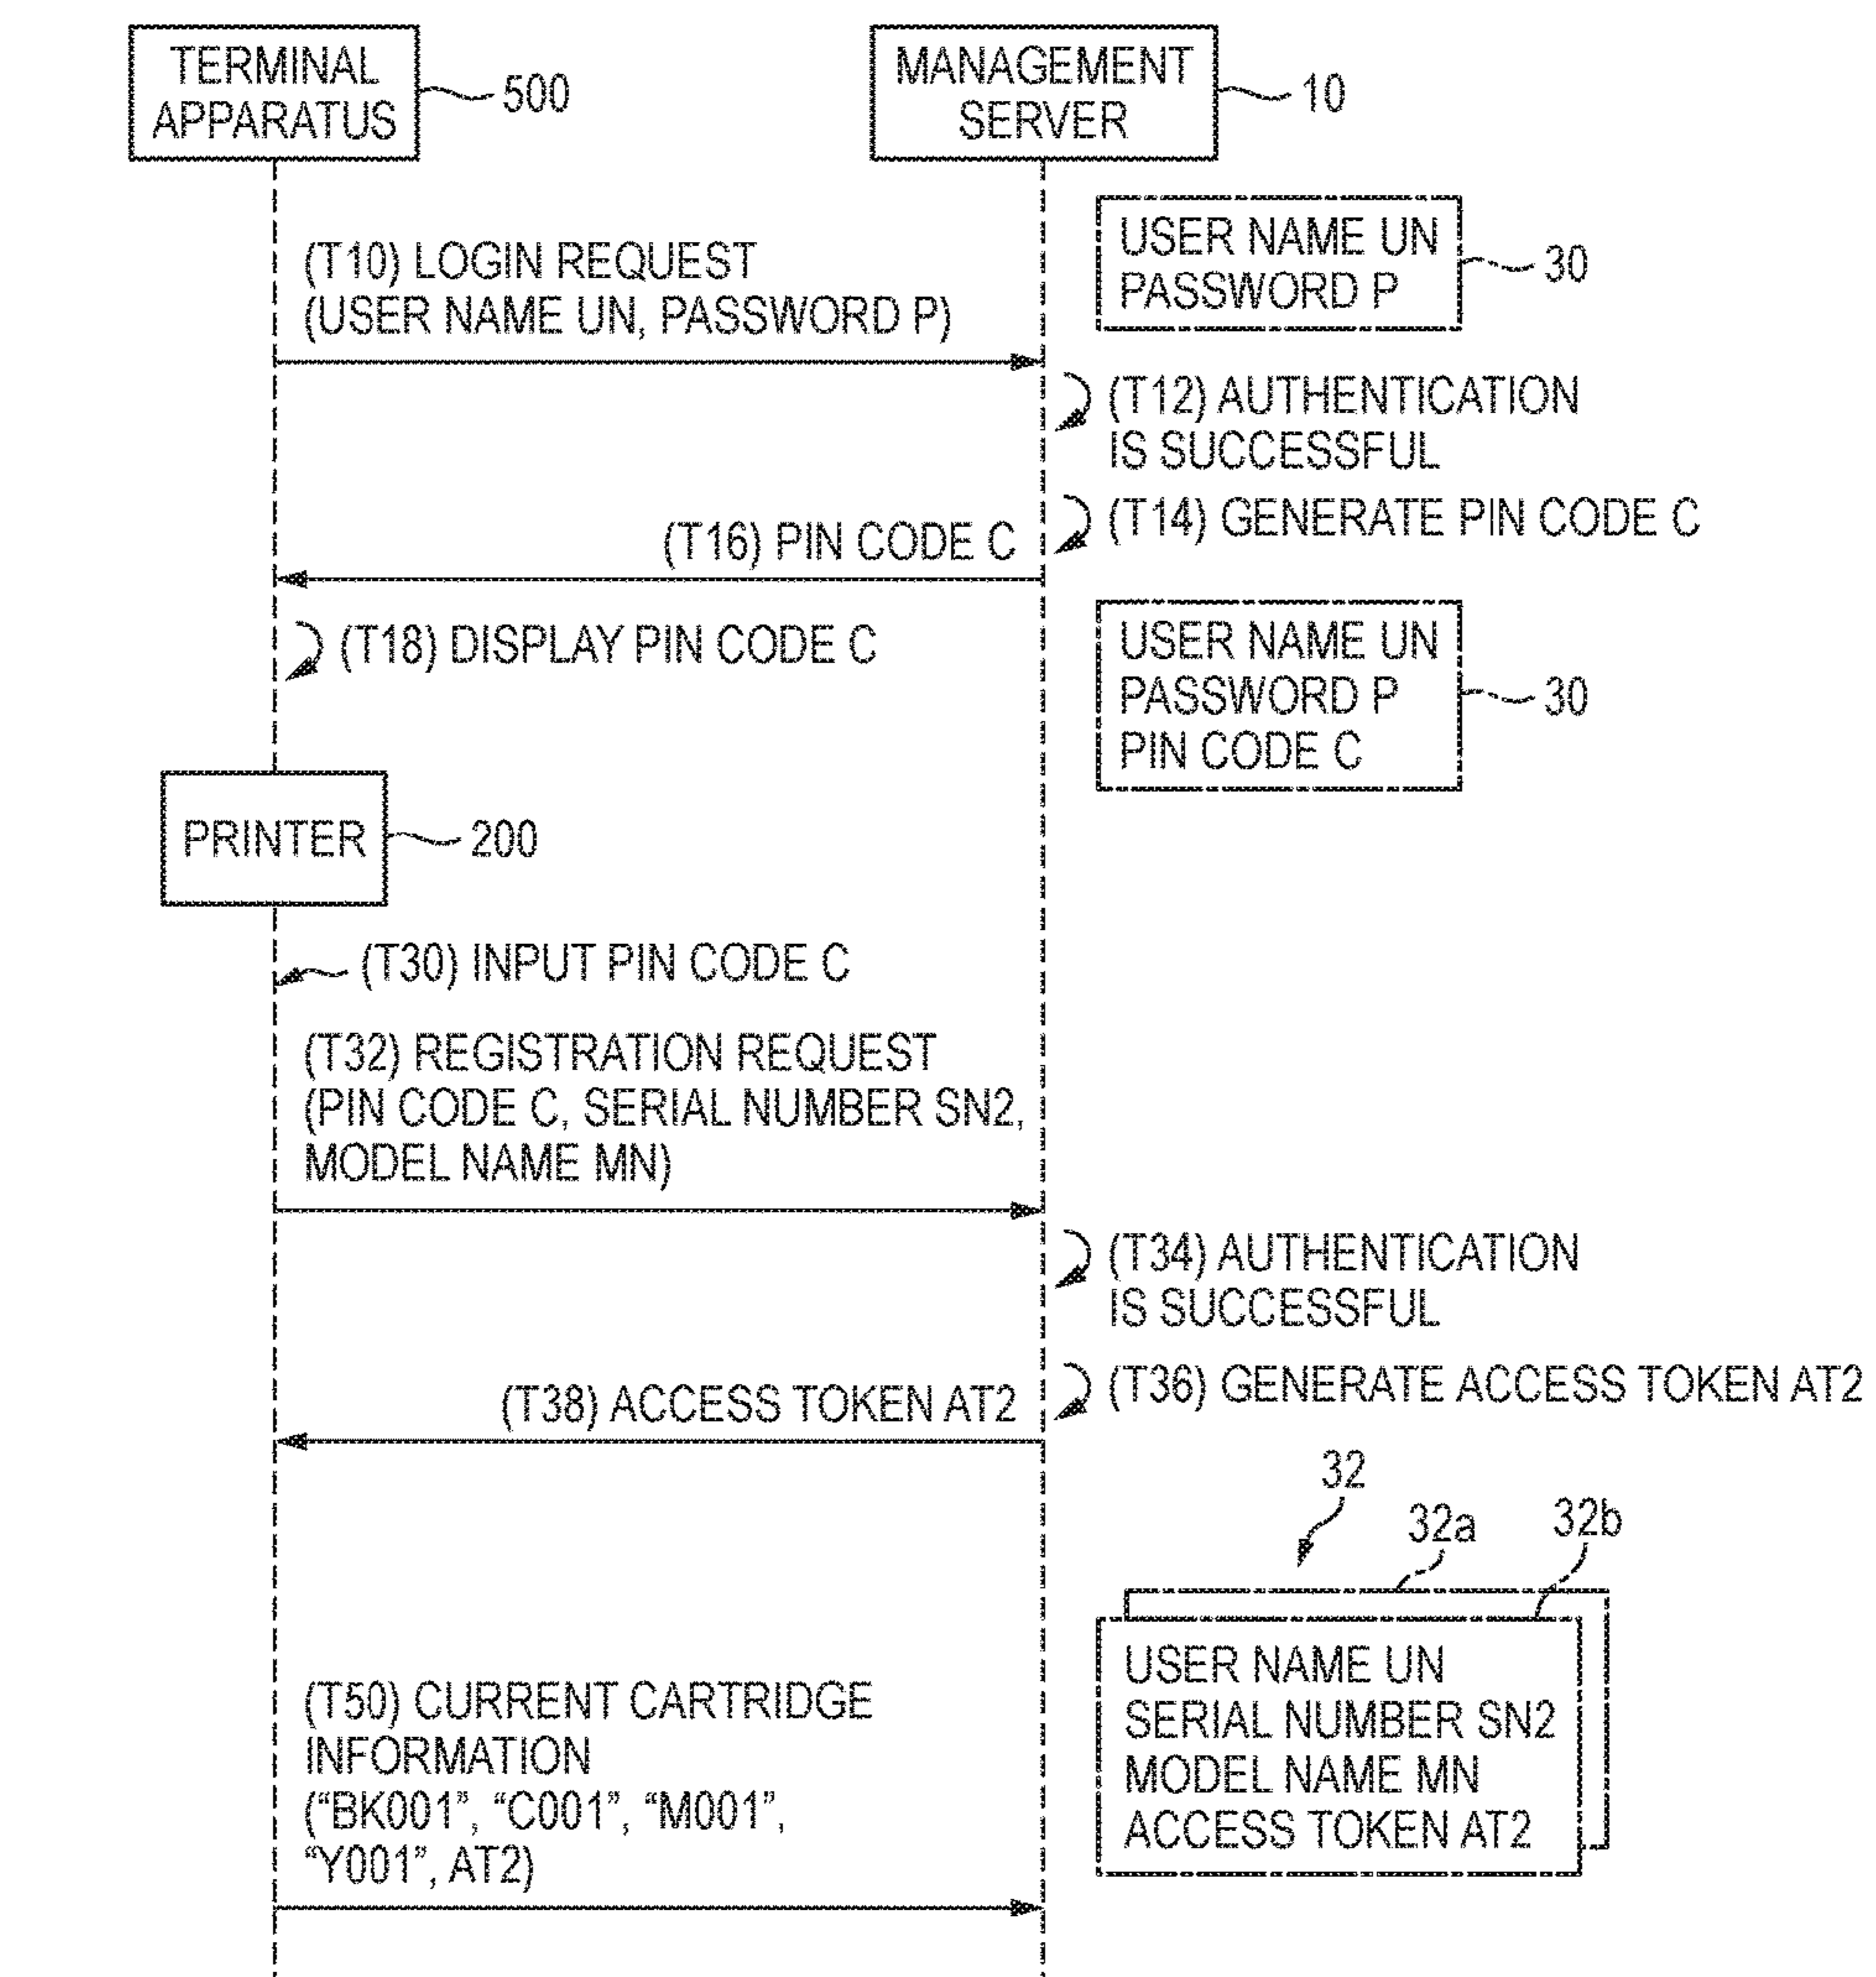 TERMINAL
APPARATUS
500
MANAGEMENT
SERVER
10
USER NAME UN
PASSWORD P
30
(T10) LOGIN REQUEST
(USER NAME UN, PASSWORD P)
(T12) AUTHENTICATION
IS SUCCESSFUL
(T14) GENERATE PIN CODE C
(T16) PIN CODE C
(T18) DISPLAY PIN CODE C
USER NAME UN
PASSWORD P
PIN CODE C
30
PRINTER
200
(T30) INPUT PIN CODE C
(T32) REGISTRATION REQUEST
(PIN CODE C, SERIAL NUMBER SN2,
MODEL NAME MN)
(T34) AUTHENTICATION
IS SUCCESSFUL
(T36) GENERATE ACCESS TOKEN AT2
(T38) ACCESS TOKEN AT2
32
32a
32b
USER NAME UN
SERIAL NUMBER SN2
MODEL NAME MN
ACCESS TOKEN AT2
(T50) CURRENT CARTRIDGE
INFORMATION
(“BK001”, “C001”, “M001”,
“Y001”, AT2)